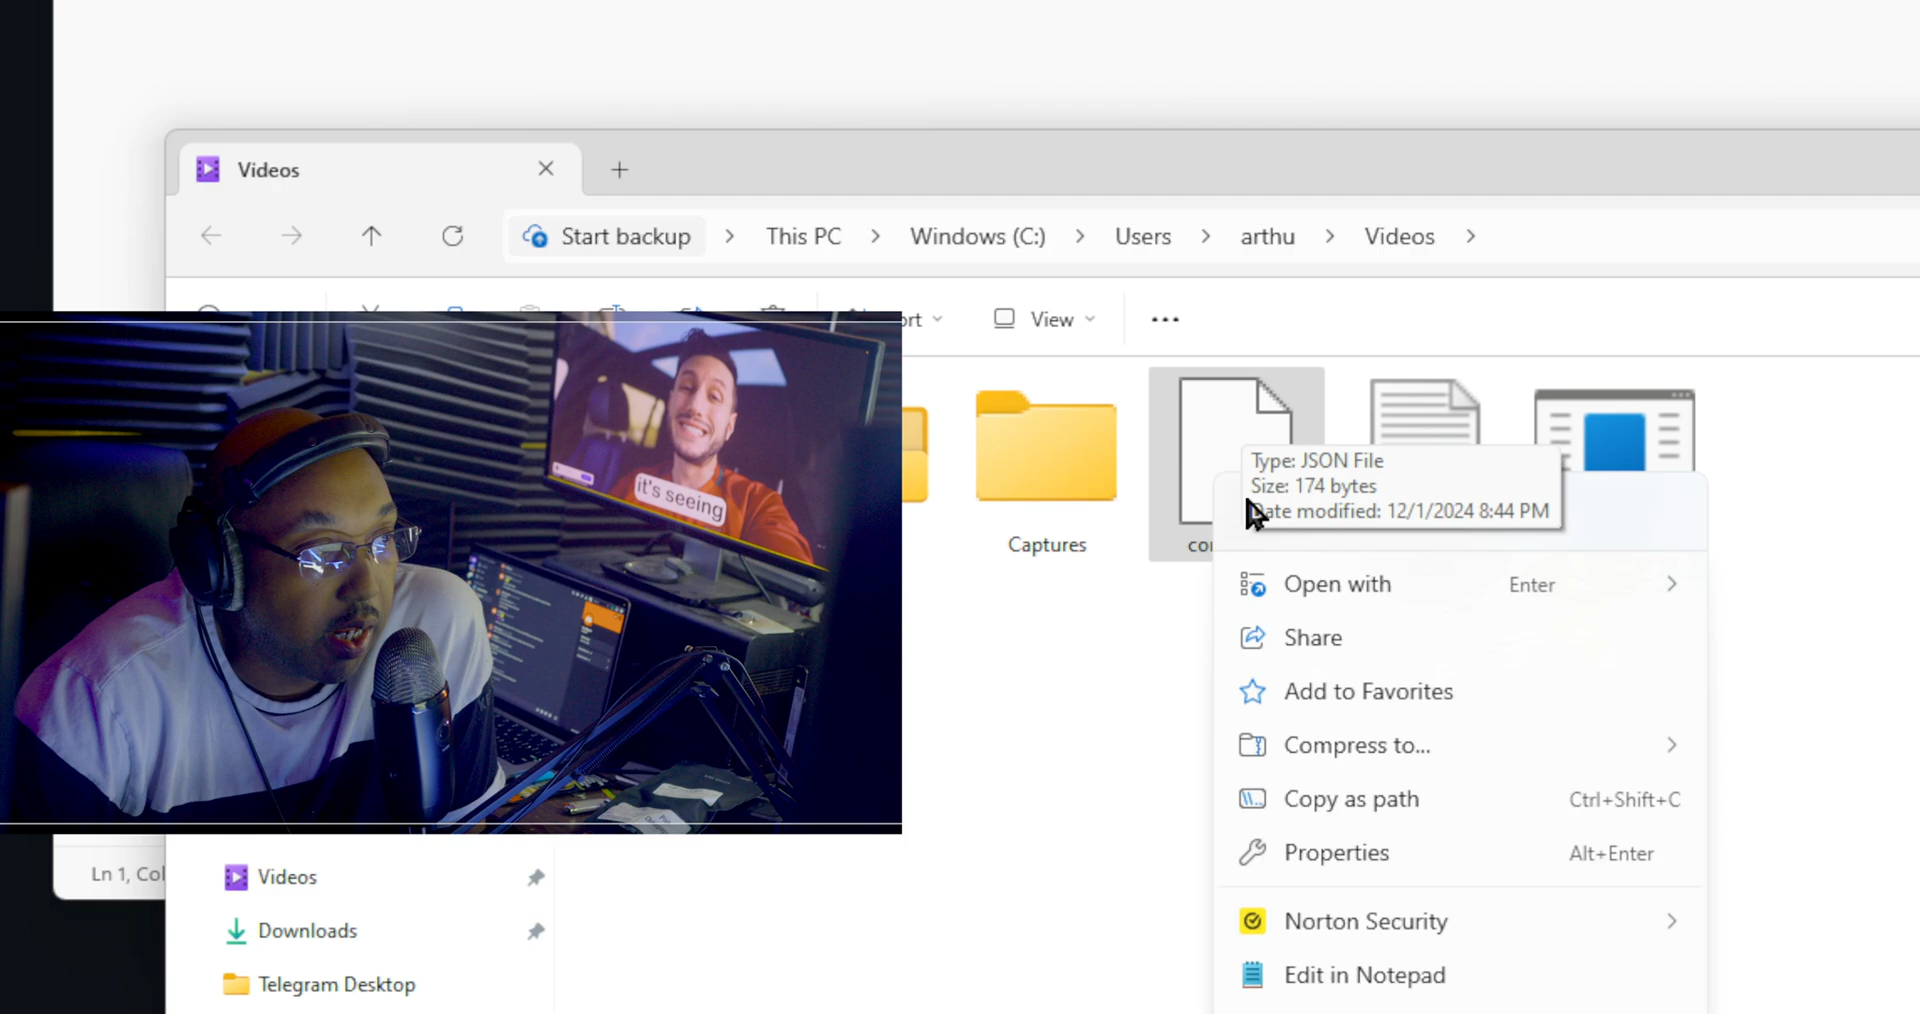 Videos
Start backup > This PC > Windows (C:) > Users > arthu > Videos >
View
it's seeing
Type: JSON File
Size: 174 bytes
Date modified: 12/1/2024 8:44 PM
Captures
Open with Enter
Share
Add to Favorites
Compress to...
Copy as path Ctrl+Shift+C
Properties Alt+Enter
Norton Security
Edit in Notepad
Ln 1, Col
Videos
Downloads
Telegram Desktop